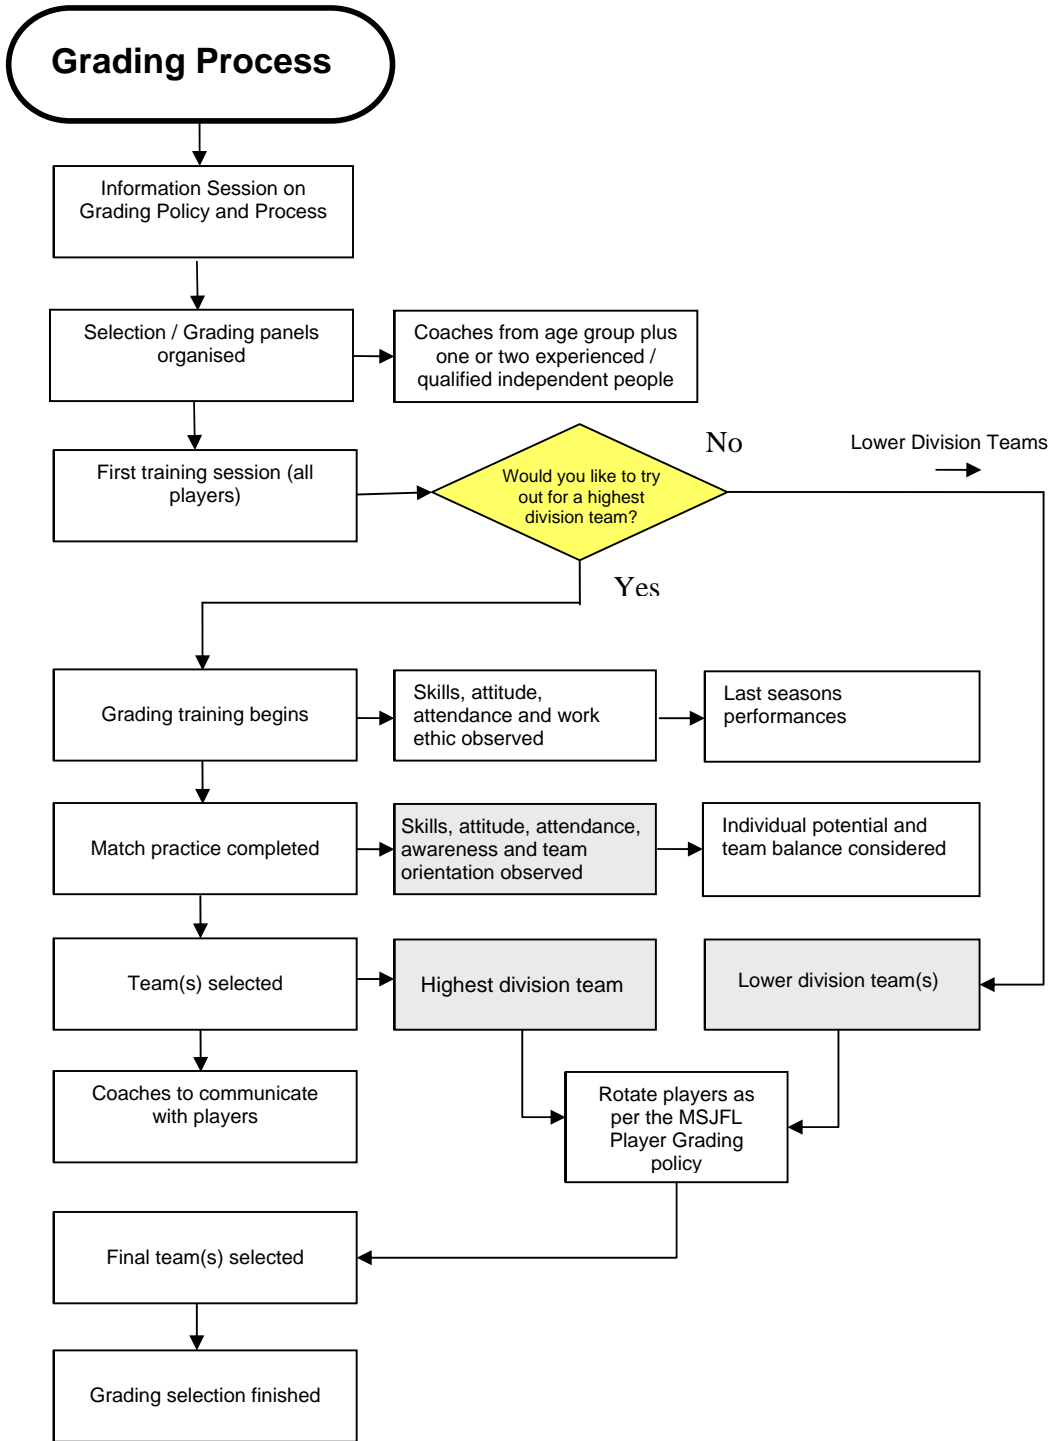 Grading Process
Information Session on
Grading Policy and Process
Selection / Grading panels
organised
Coaches from age group plus
one or two experienced /
qualified independent people
First training session (all
players)
Would you like to try
out for a highest
division team?
No
Lower Division Teams
Yes
Grading training begins
Skills, attitude,
attendance and work
ethic observed
Last seasons
performances
Match practice completed
Skills, attitude, attendance,
awareness and team
orientation observed
Individual potential and
team balance considered
Team(s) selected
Highest division team
Lower division team(s)
Coaches to communicate
with players
Rotate players as
per the MSJFL
Player Grading
policy
Final team(s) selected
Grading selection finished